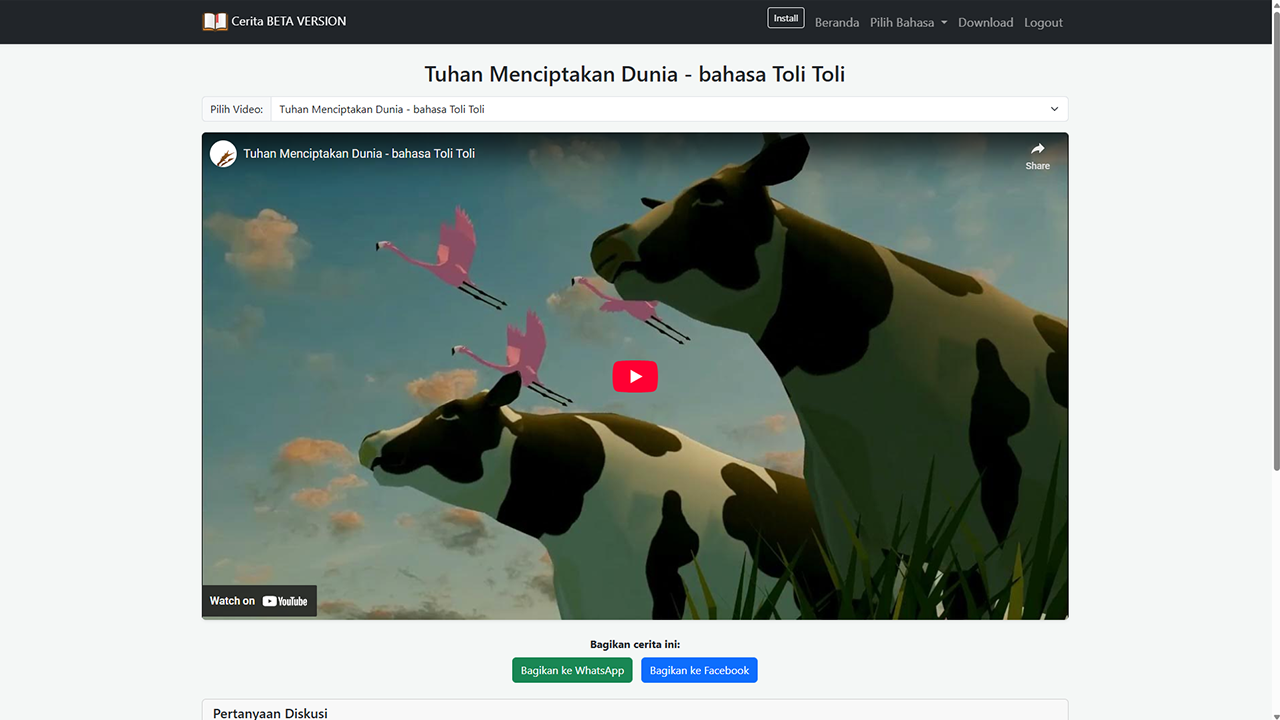 Cerita BETA VERSION
Install
Beranda
Pilih Bahasa
Download
Logout
Tuhan Menciptakan Dunia - bahasa Toli Toli
Pilih Video:
Tuhan Menciptakan Dunia - bahasa Toli Toli
Tuhan Menciptakan Dunia - bahasa Toli Toli
Share
Watch on YouTube
Bagikan cerita ini:
Bagikan ke WhatsApp
Bagikan ke Facebook
Pertanyaan Diskusi